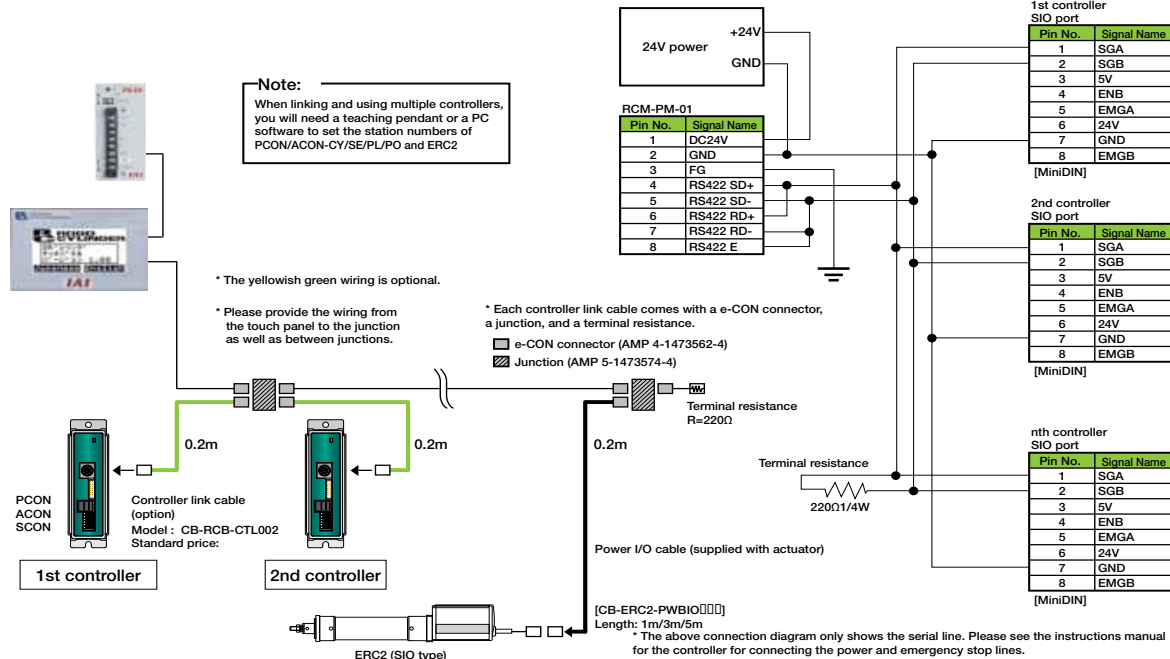 Note:
When linking and using multiple controllers,
you will need a teaching pendant or a PC
software to set the station numbers of
PCON/ACON-CY/SE/PL/PO and ERC2
IAI
* The yellowish green wiring is optional.
* Please provide the wiring from
the touch panel to the junction
as well as between junctions.
* Each controller link cable comes with a e-CON connector,
a junction, and a terminal resistance.
e-CON connector (AMP 4-1473562-4)
Junction (AMP 5-1473574-4)
Terminal resistance
R=220Ω
0.2m
0.2m
0.2m
PCON
ACON
SCON
Controller link cable
(option)
Model : CB-RCB-CTL002
Standard price:
1st controller
2nd controller
Power I/O cable (supplied with actuator)
[CB-ERC2-PWBIO□□□]
Length: 1m/3m/5m
ERC2 (SIO type)
* The above connection diagram only shows the serial line. Please see the instructions manual
for the controller for connecting the power and emergency stop lines.
24V power
+24V
GND
RCM-PM-01
Pin No. Signal Name
1 DC24V
2 GND
3 FG
4 RS422 SD+
5 RS422 SD-
6 RS422 RD+
7 RS422 RD-
8 RS422 E
Terminal resistance
220Ω1/4W
1st controller
SIO port
Pin No. Signal Name
1 SGA
2 SGB
3 5V
4 ENB
5 EMGA
6 24V
7 GND
8 EMGB
[MiniDIN]
2nd controller
SIO port
Pin No. Signal Name
1 SGA
2 SGB
3 5V
4 ENB
5 EMGA
6 24V
7 GND
8 EMGB
[MiniDIN]
nth controller
SIO port
Pin No. Signal Name
1 SGA
2 SGB
3 5V
4 ENB
5 EMGA
6 24V
7 GND
8 EMGB
[MiniDIN]